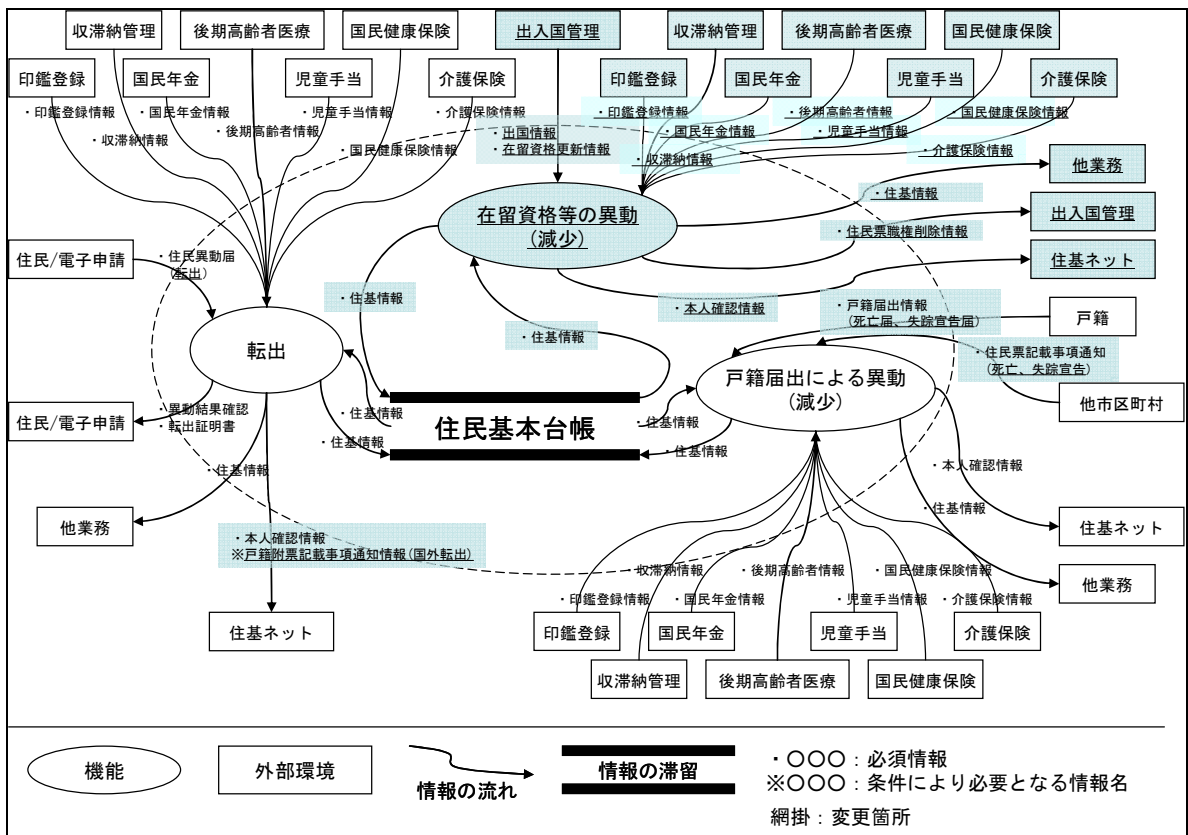 収滞納管理
後期高齢者医療
国民健康保険
出入国管理
収滞納管理
後期高齢者医療
国民健康保険
印鑑登録
国民年金
児童手当
介護保険
印鑑登録
国民年金
児童手当
介護保険
・印鑑登録情報
・国民年金情報
・児童手当情報
・介護保険情報
・収滞納情報
・後期高齢者情報
・国民健康保険情報
・出国情報
・在留資格更新情報
・印鑑登録情報
・後期高齢者情報
・国民健康保険情報
・国民年金情報
・児童手当情報
・収滞納情報
・介護保険情報
他業務
在留資格等の異動
(減少)
・住基情報
出入国管理
・住民票職権削除情報
住基ネット
・本人確認情報
住民/電子申請
・住民異動届
(転出)
・住基情報
・住基情報
・戸籍届出情報
(死亡届、失踪宣告届)
戸籍
転出
・住民票記載事項通知
(死亡、失踪宣告)
戸籍届出による異動
(減少)
他市区町村
住民/電子申請
・異動結果確認
・転出証明書
・住基情報
住民基本台帳
・住基情報
・住基情報
・住基情報
・住基情報
・本人確認情報
他業務
・本人確認情報
※戸籍附票記載事項通知情報(国外転出)
・住基情報
住基ネット
・収滞納情報
・後期高齢者情報
・国民健康保険情報
他業務
・印鑑登録情報
・国民年金情報
・児童手当情報
・介護保険情報
住基ネット
印鑑登録
国民年金
児童手当
介護保険
収滞納管理
後期高齢者医療
国民健康保険
機能
外部環境
情報の流れ
情報の滞留
・〇〇〇：必須情報
※〇〇〇：条件により必要となる情報名
網掛：変更箇所